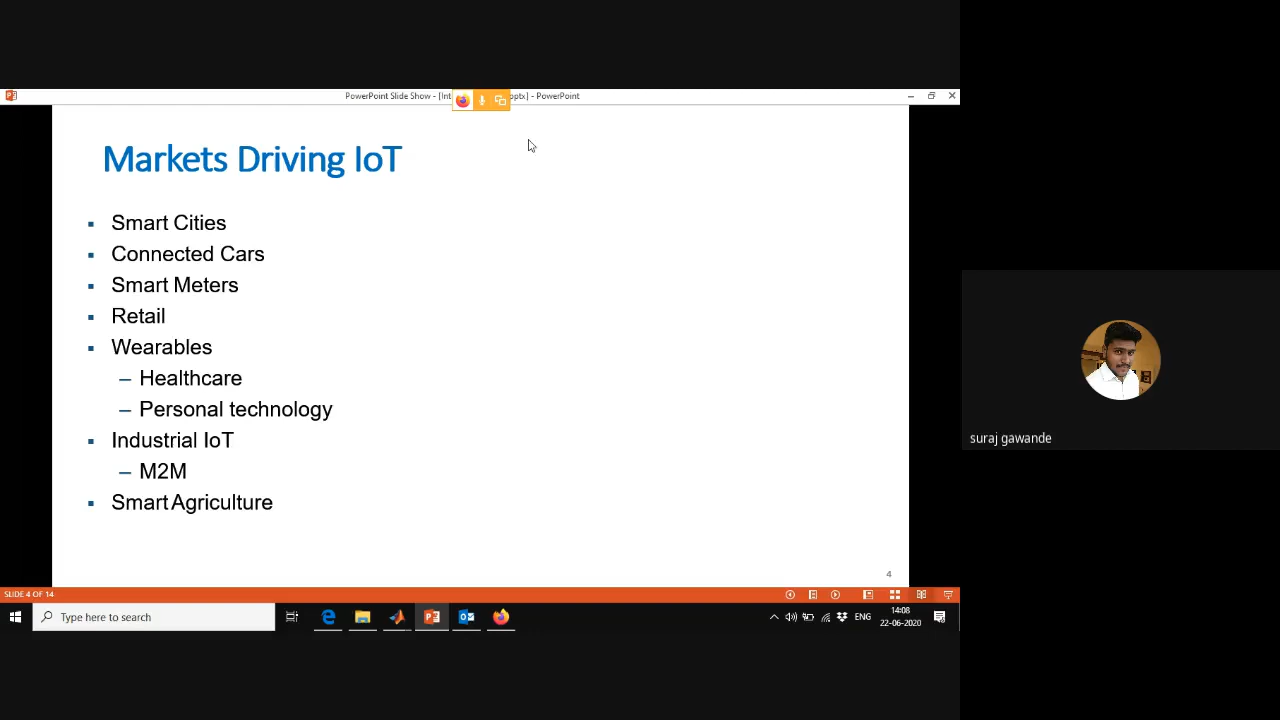 PowerPoint Slide Show - [Int pptx] - PowerPoint
Markets Driving IoT
▪ Smart Cities
▪ Connected Cars
▪ Smart Meters
▪ Retail
▪ Wearables
– Healthcare
– Personal technology
▪ Industrial IoT
– M2M
▪ Smart Agriculture
4
suraj gawande
SLIDE 4 OF 14
Type here to search
ENG
14:08
22-06-2020